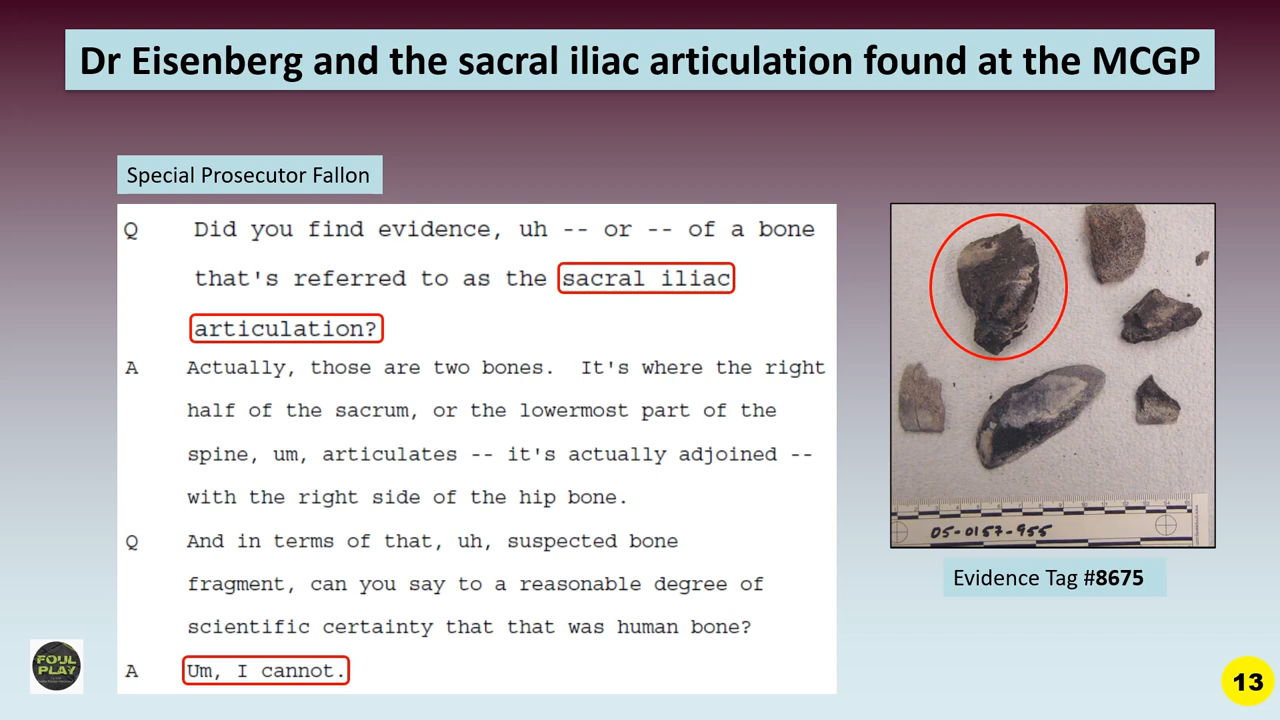 Dr Eisenberg and the sacral iliac articulation found at the MCGP
Special Prosecutor Fallon
Q Did you find evidence, uh -- or -- of a bone
that's referred to as the sacral iliac
articulation?
A Actually, those are two bones. It's where the right
half of the sacrum, or the lowermost part of the
spine, um, articulates -- it's actually adjoined --
with the right side of the hip bone.
Q And in terms of that, uh, suspected bone
fragment, can you say to a reasonable degree of
scientific certainty that that was human bone?
A Um, I cannot.
05-0157-955
Evidence Tag #8675
FOUL
PLAY
13